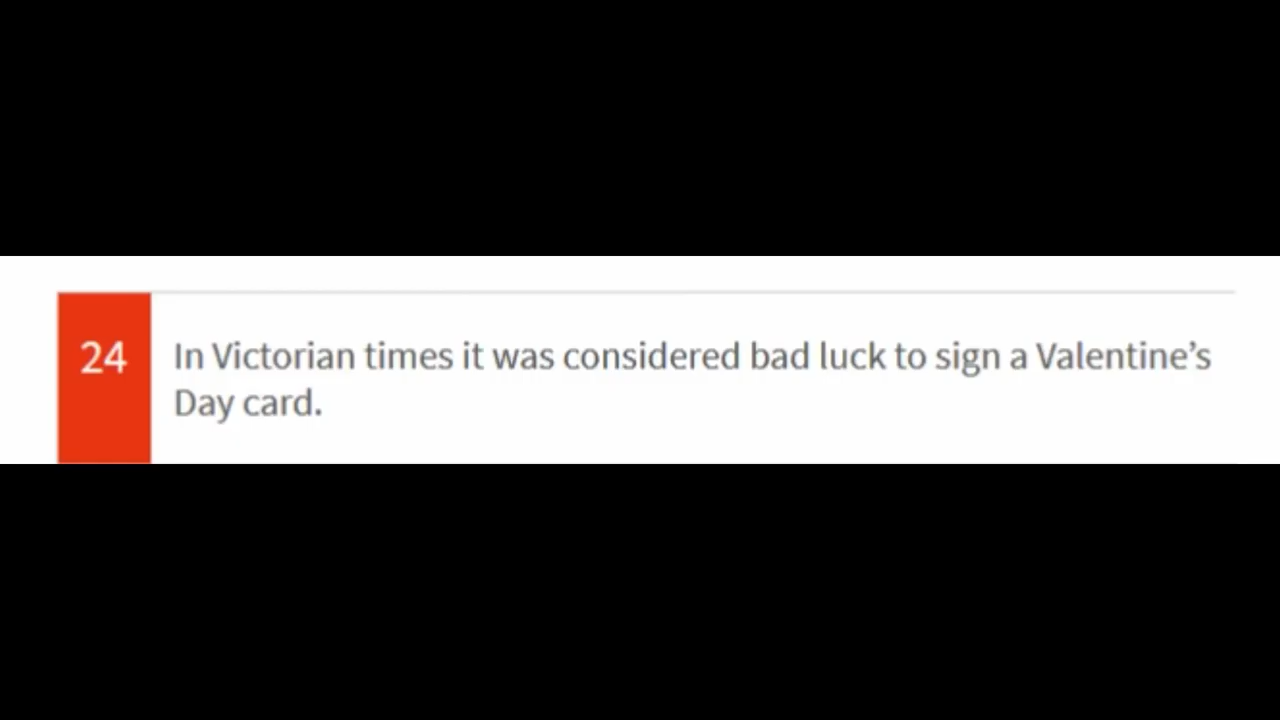 24
In Victorian times it was considered bad luck to sign a Valentine’s
Day card.